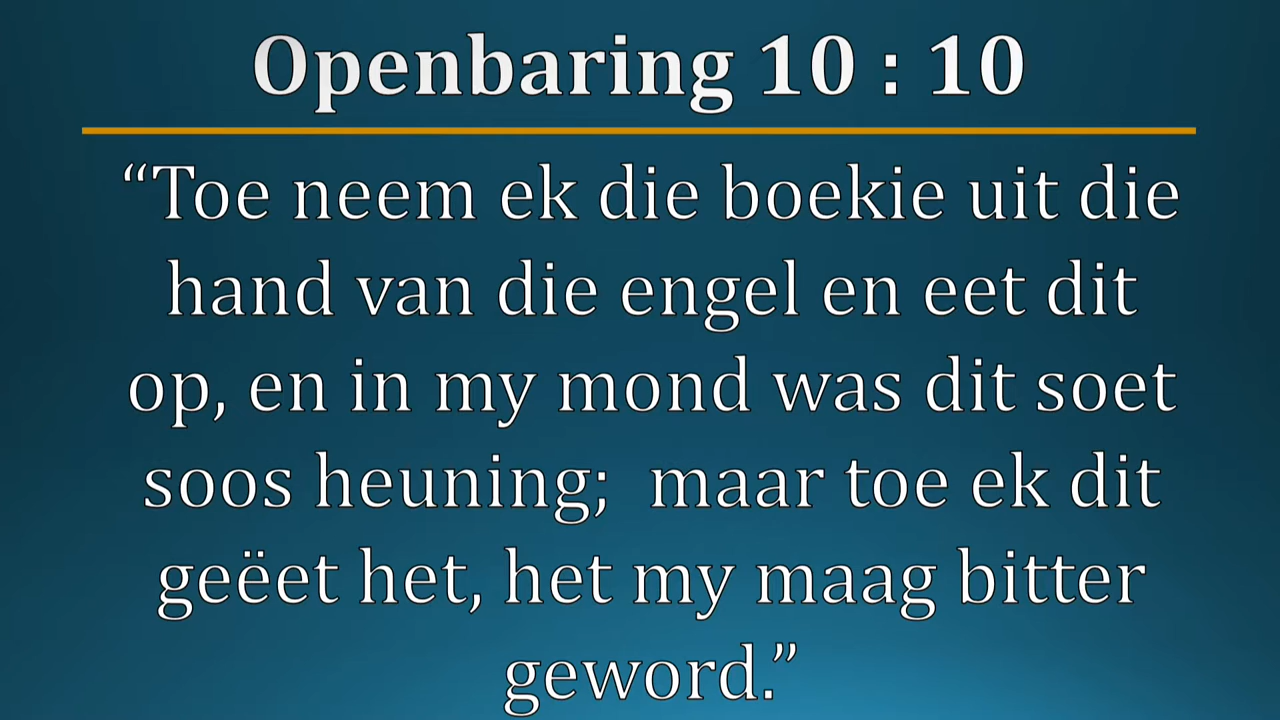 Openbaring 10 : 10
“Toe neem ek die boekie uit die
hand van die engel en eet dit
op, en in my mond was dit soet
soos heuning;  maar toe ek dit
geëet het, het my maag bitter
geword.”